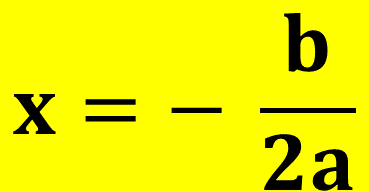 x = − b/2a